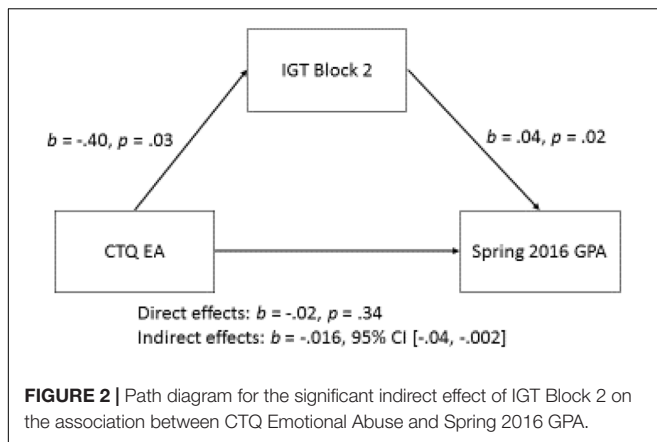 IGT Block 2
b = -.40, p = .03
b = .04, p = .02
CTQ EA
Spring 2016 GPA
Direct effects: b = -.02, p = .34
Indirect effects: b = -.016, 95% CI [-.04, -.002]
FIGURE 2 | Path diagram for the significant indirect effect of IGT Block 2 on
the association between CTQ Emotional Abuse and Spring 2016 GPA.